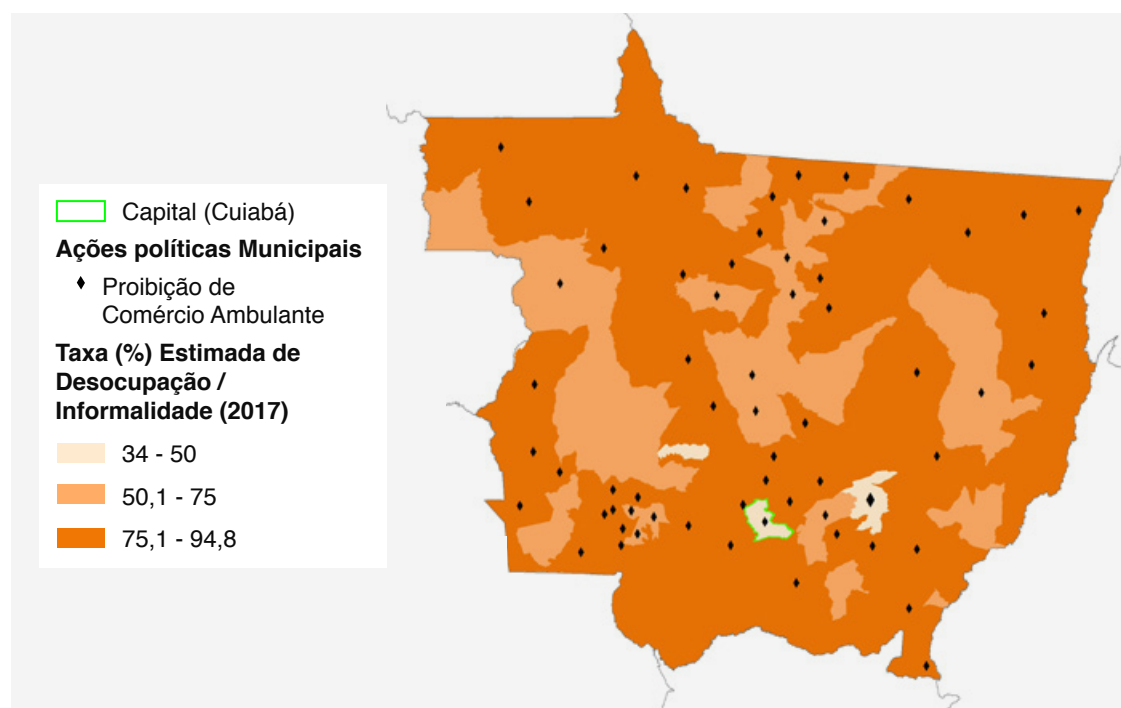 Capital (Cuiabá)
Ações políticas Municipais
Proibição de
Comércio Ambulante
Taxa (%) Estimada de
Desocupação /
Informalidade (2017)
34 - 50
50,1 - 75
75,1 - 94,8